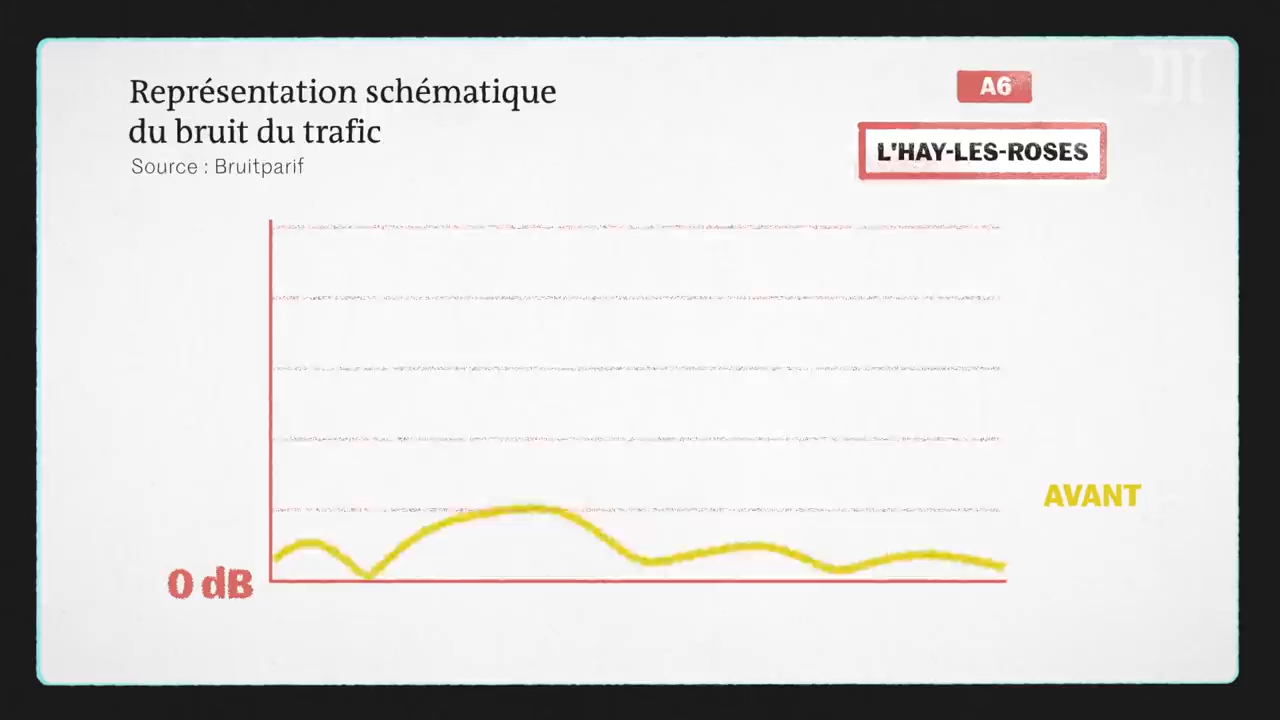 Représentation schématique
du bruit du trafic
Source : Bruitparif
A6
L'HAY-LES-ROSES
AVANT
0 dB